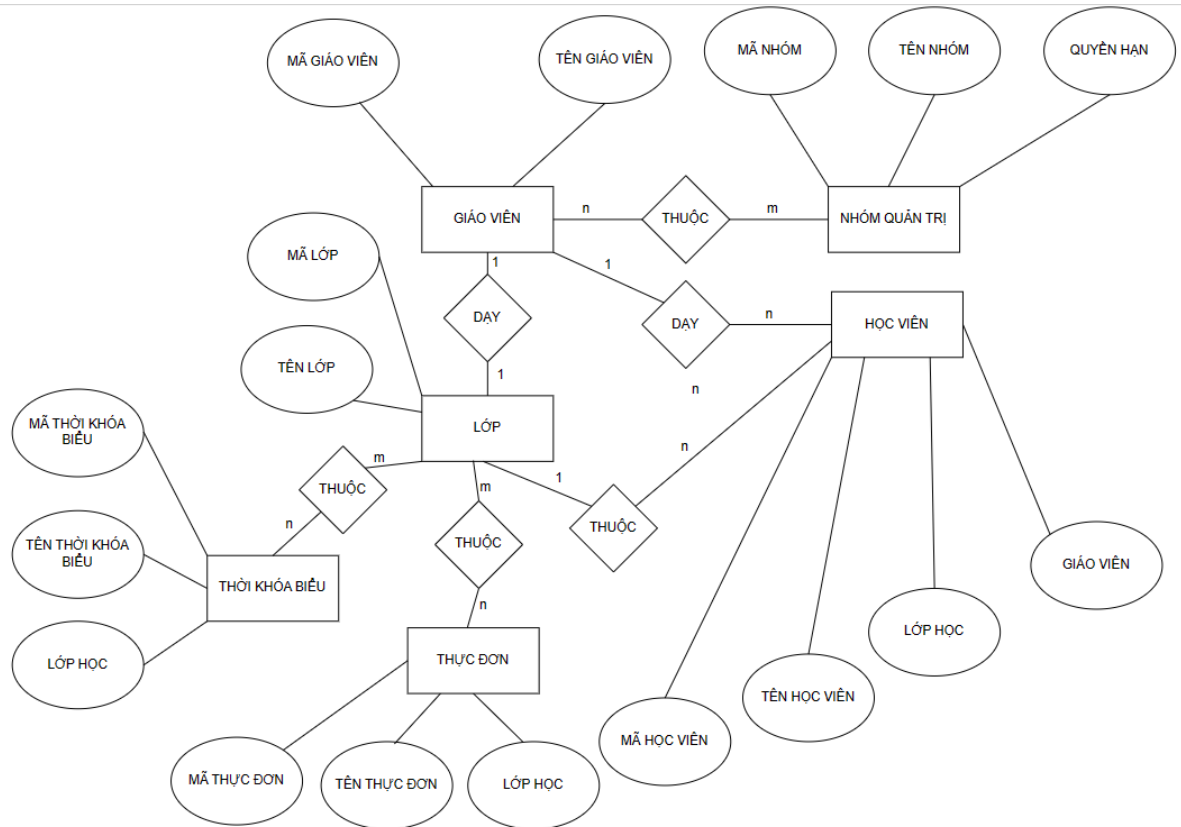 MÃ GIÁO VIÊN
TÊN GIÁO VIÊN
MÃ NHÓM
TÊN NHÓM
QUYỀN HẠN
GIÁO VIÊN
n
THUỘC
m
NHÓM QUẢN TRỊ
MÃ LỚP
1
1
DẠY
DẠY
n
HỌC VIÊN
TÊN LỚP
1
n
MÃ THỜI KHÓA
BIỂU
LỚP
n
m
THUỘC
m
1
n
THUỘC
THUỘC
TÊN THỜI KHÓA
BIỂU
THỜI KHÓA BIỂU
n
GIÁO VIÊN
LỚP HỌC
THỰC ĐƠN
LỚP HỌC
TÊN HỌC VIÊN
MÃ HỌC VIÊN
MÃ THỰC ĐƠN
TÊN THỰC ĐƠN
LỚP HỌC